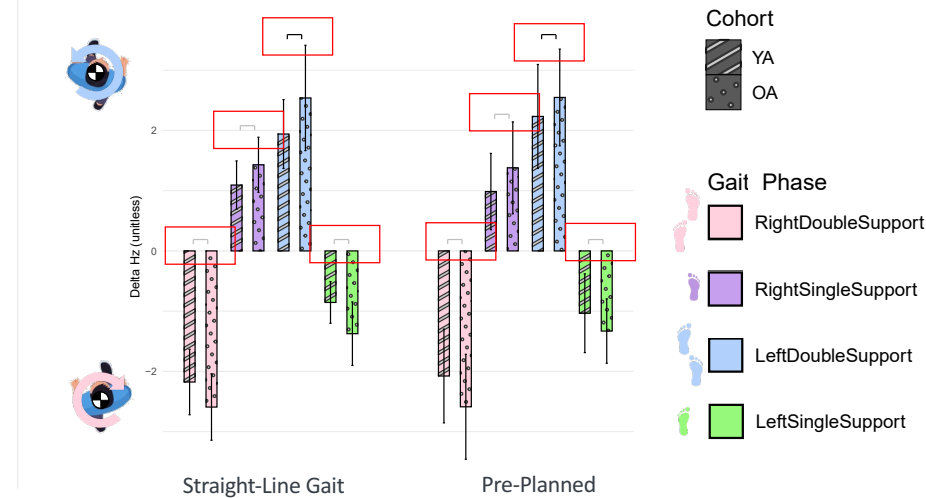 Cohort
YA
OA
2
0
−2
Delta Hz (unitless)
Gait Phase
RightDoubleSupport
RightSingleSupport
LeftDoubleSupport
LeftSingleSupport
Straight-Line Gait
Pre-Planned